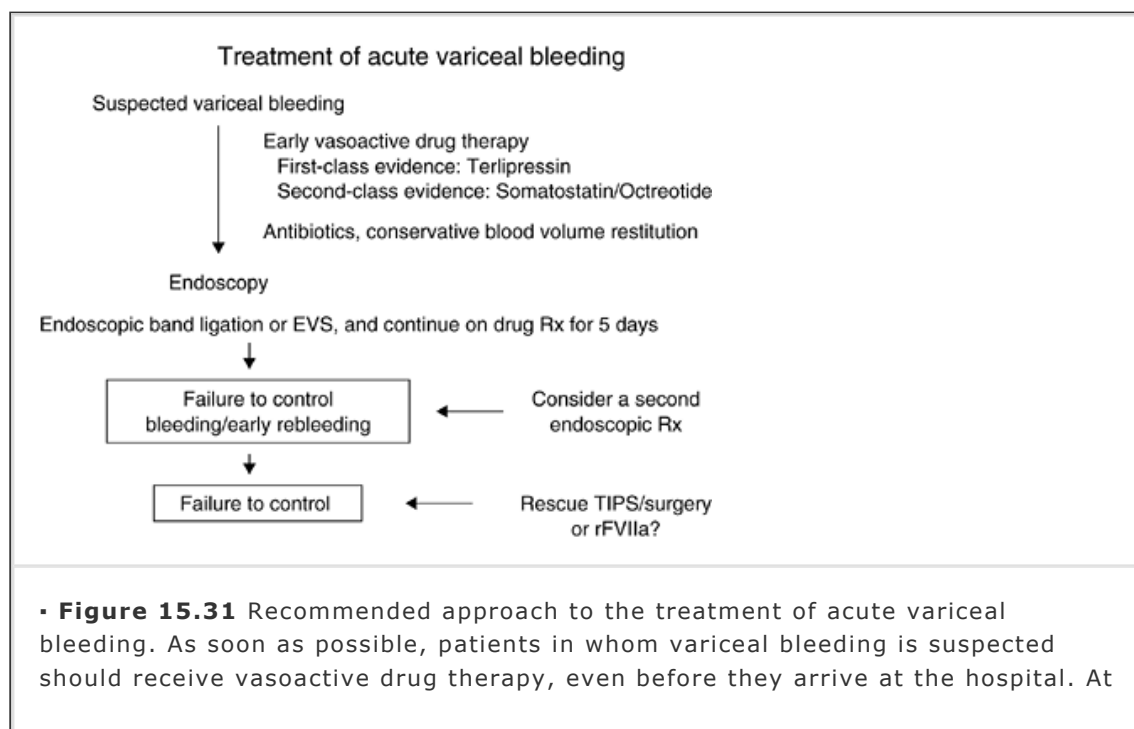 Treatment of acute variceal bleeding
Suspected variceal bleeding
Early vasoactive drug therapy
First-class evidence: Terlipressin
Second-class evidence: Somatostatin/Octreotide
Antibiotics, conservative blood volume restitution
Endoscopy
Endoscopic band ligation or EVS, and continue on drug Rx for 5 days
Failure to control
bleeding/early rebleeding
Consider a second
endoscopic Rx
Failure to control
Rescue TIPS/surgery
or rFVIIa?
▪ Figure 15.31 Recommended approach to the treatment of acute variceal
bleeding. As soon as possible, patients in whom variceal bleeding is suspected
should receive vasoactive drug therapy, even before they arrive at the hospital. At